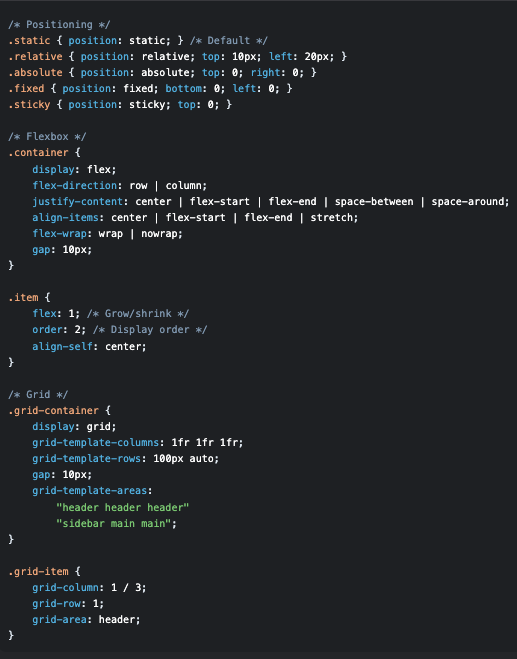 /* Positioning */
.static { position: static; } /* Default */
.relative { position: relative; top: 10px; left: 20px; }
.absolute { position: absolute; top: 0; right: 0; }
.fixed { position: fixed; bottom: 0; left: 0; }
.sticky { position: sticky; top: 0; }

/* Flexbox */
.container {
    display: flex;
    flex-direction: row | column;
    justify-content: center | flex-start | flex-end | space-between | space-around;
    align-items: center | flex-start | flex-end | stretch;
    flex-wrap: wrap | nowrap;
    gap: 10px;
}

.item {
    flex: 1; /* Grow/shrink */
    order: 2; /* Display order */
    align-self: center;
}

/* Grid */
.grid-container {
    display: grid;
    grid-template-columns: 1fr 1fr 1fr;
    grid-template-rows: 100px auto;
    gap: 10px;
    grid-template-areas:
        "header header header"
        "sidebar main main";
}

.grid-item {
    grid-column: 1 / 3;
    grid-row: 1;
    grid-area: header;
}